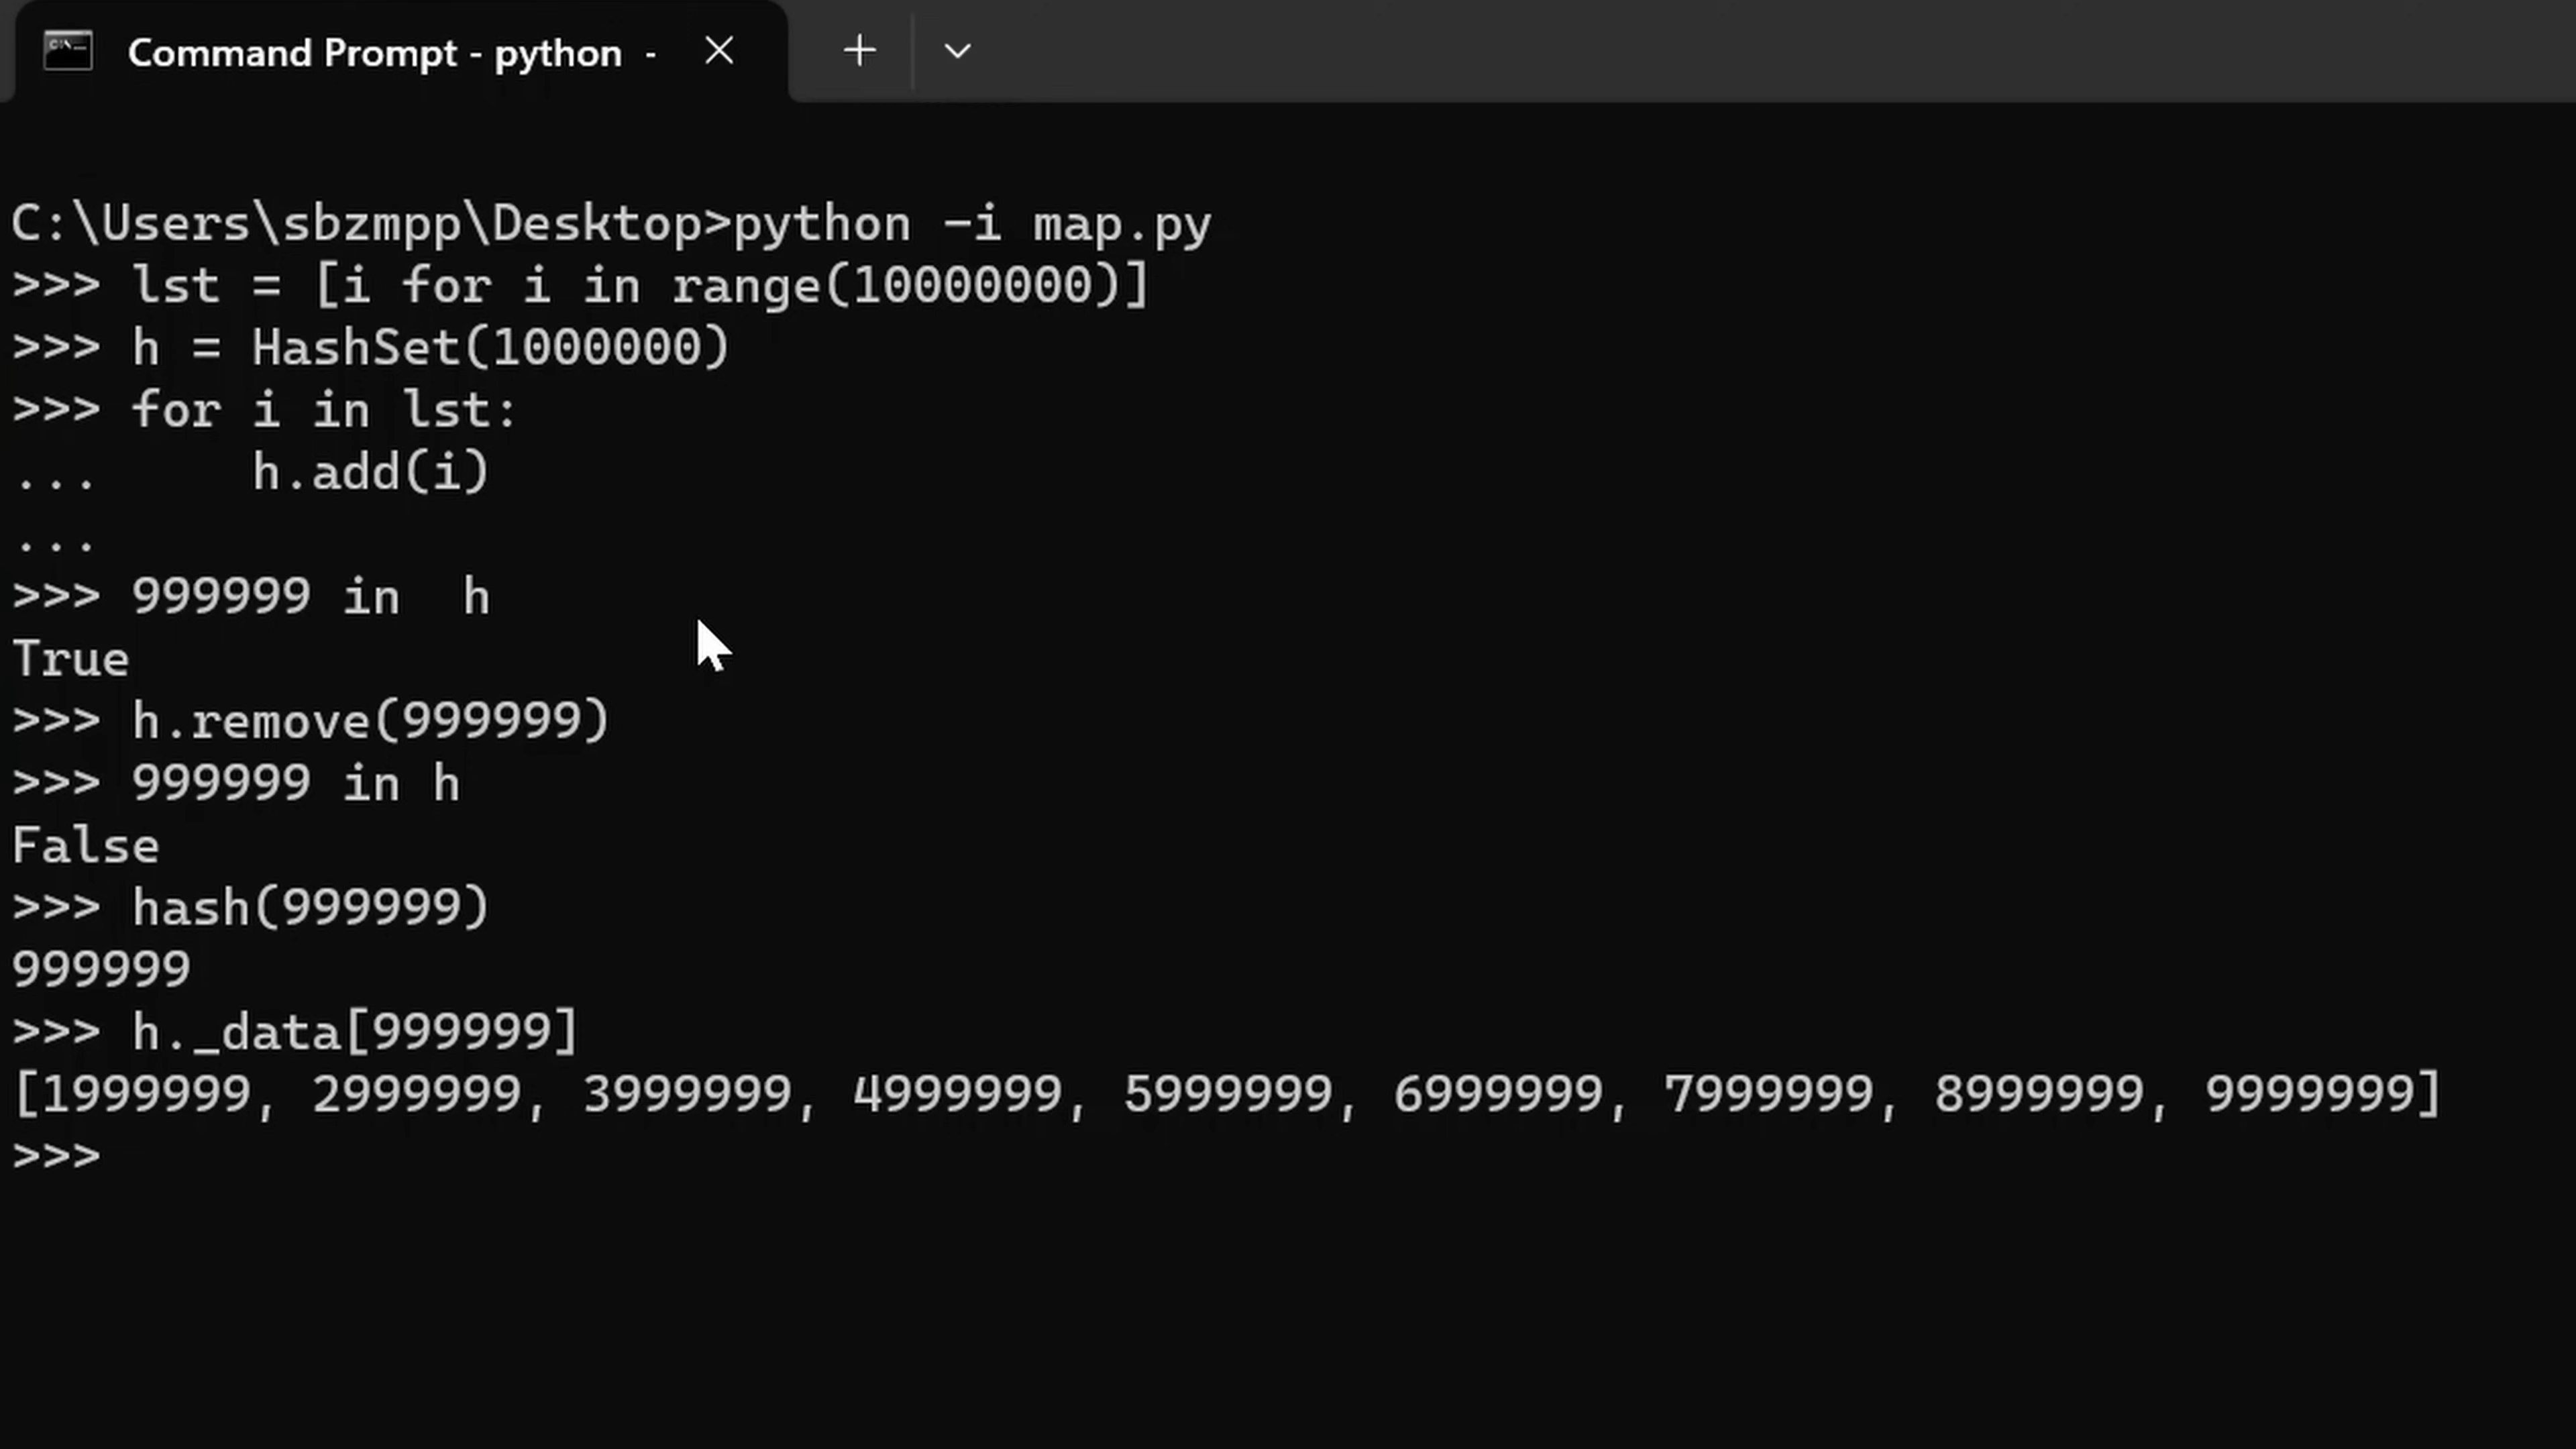 Command Prompt - python -
C:\Users\sbzmpp\Desktop>python -i map.py
>>> lst = [i for i in range(10000000)]
>>> h = HashSet(1000000)
>>> for i in lst:
...     h.add(i)
...
>>> 999999 in  h
True
>>> h.remove(999999)
>>> 999999 in h
False
>>> hash(999999)
999999
>>> h._data[999999]
[1999999, 2999999, 3999999, 4999999, 5999999, 6999999, 7999999, 8999999, 9999999]
>>>